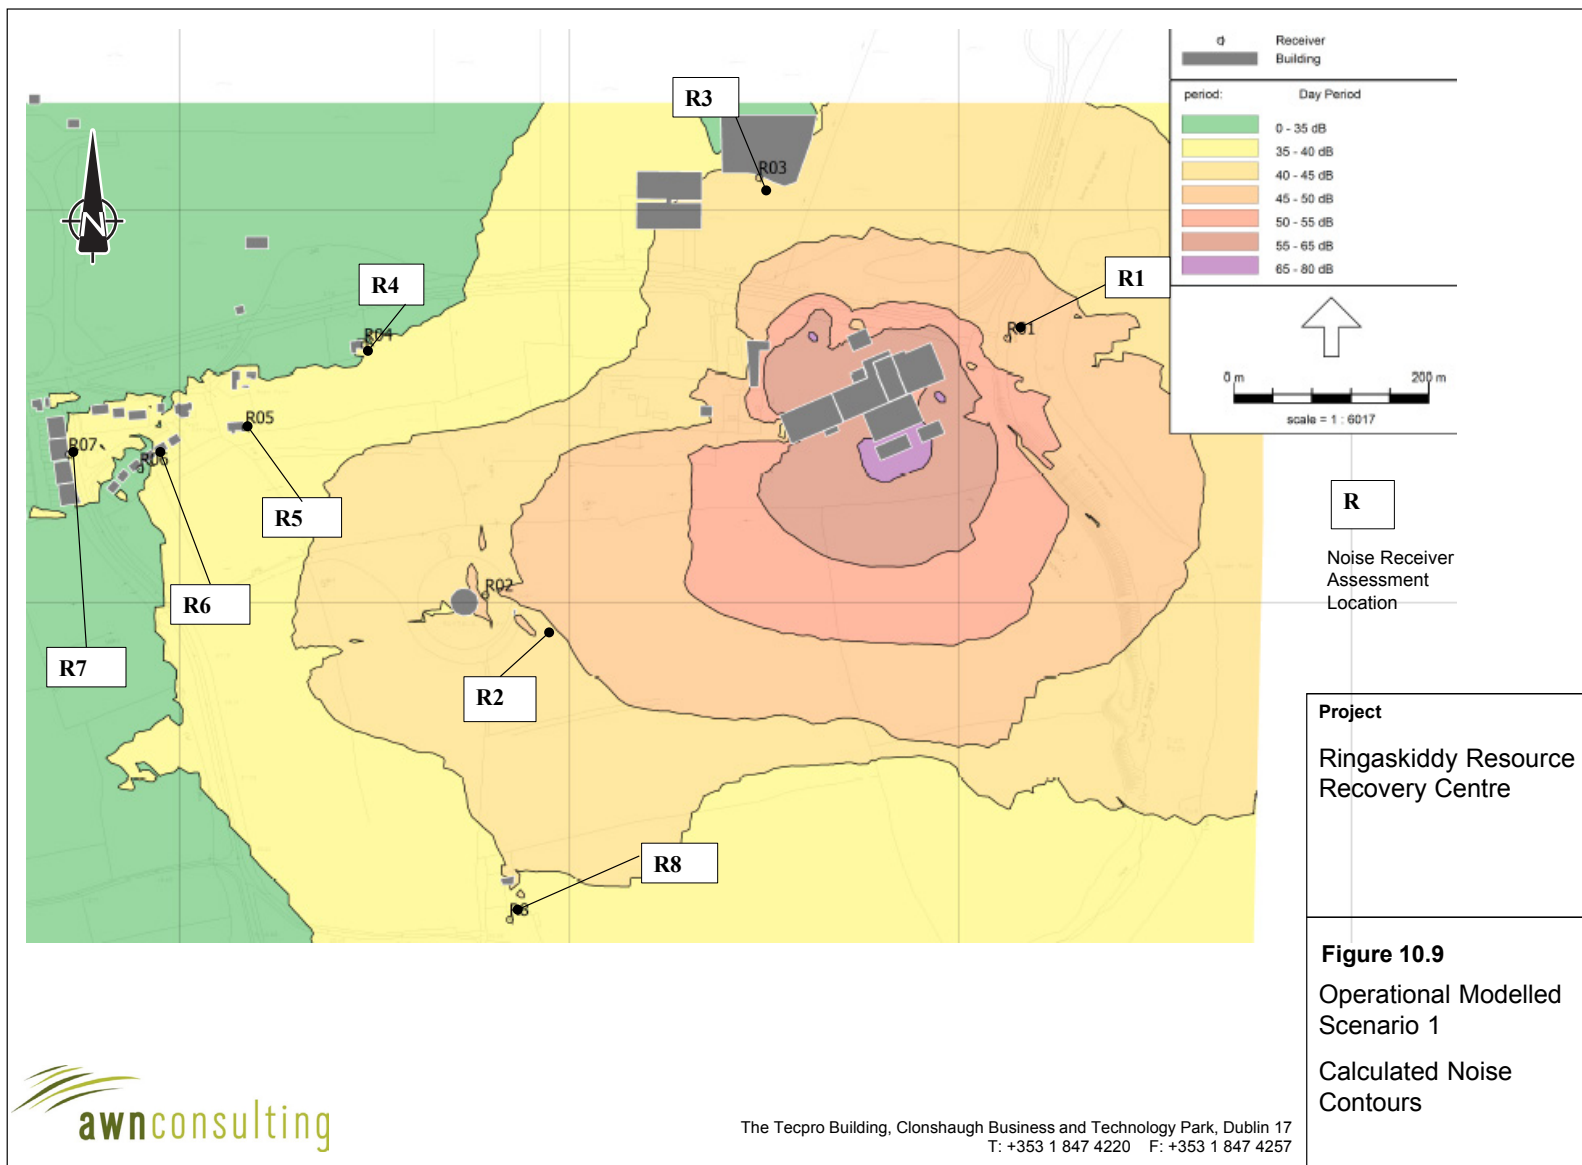 Receiver
Building
period: Day Period
0 - 35 dB
35 - 40 dB
40 - 45 dB
45 - 50 dB
50 - 55 dB
55 - 65 dB
65 - 80 dB
0 m 200 m
scale = 1 : 6017
R
Noise Receiver
Assessment
Location
R3
R03
N
R4
R04
R1
R01
R05
R07
R06
R5
R6
R02
R7
R2
R8
Project
Ringaskiddy Resource
Recovery Centre
Figure 10.9
Operational Modelled
Scenario 1
Calculated Noise
Contours
awnconsulting
The Tecpro Building, Clonshaugh Business and Technology Park, Dublin 17
T: +353 1 847 4220 F: +353 1 847 4257